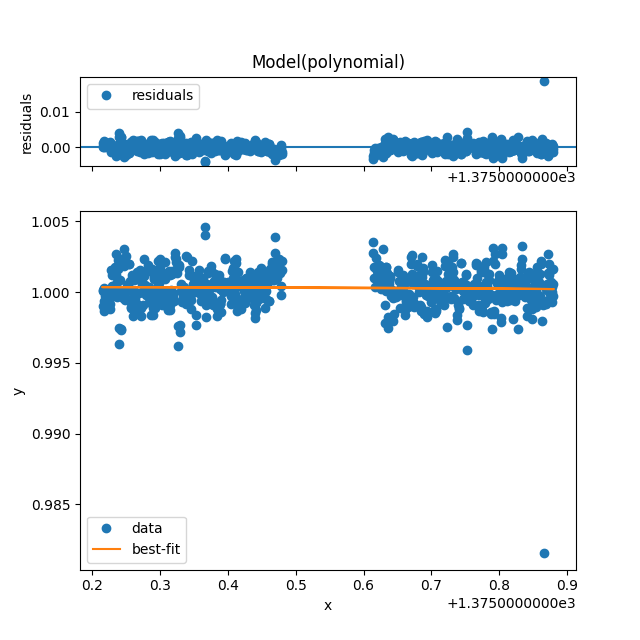 Model(polynomial)
residuals
0.01
0.00
residuals
+1.3750000000e3
1.005
1.000
0.995
0.990
0.985
y
data
best-fit
0.2 0.3 0.4 0.5 0.6 0.7 0.8 0.9
x
+1.3750000000e3